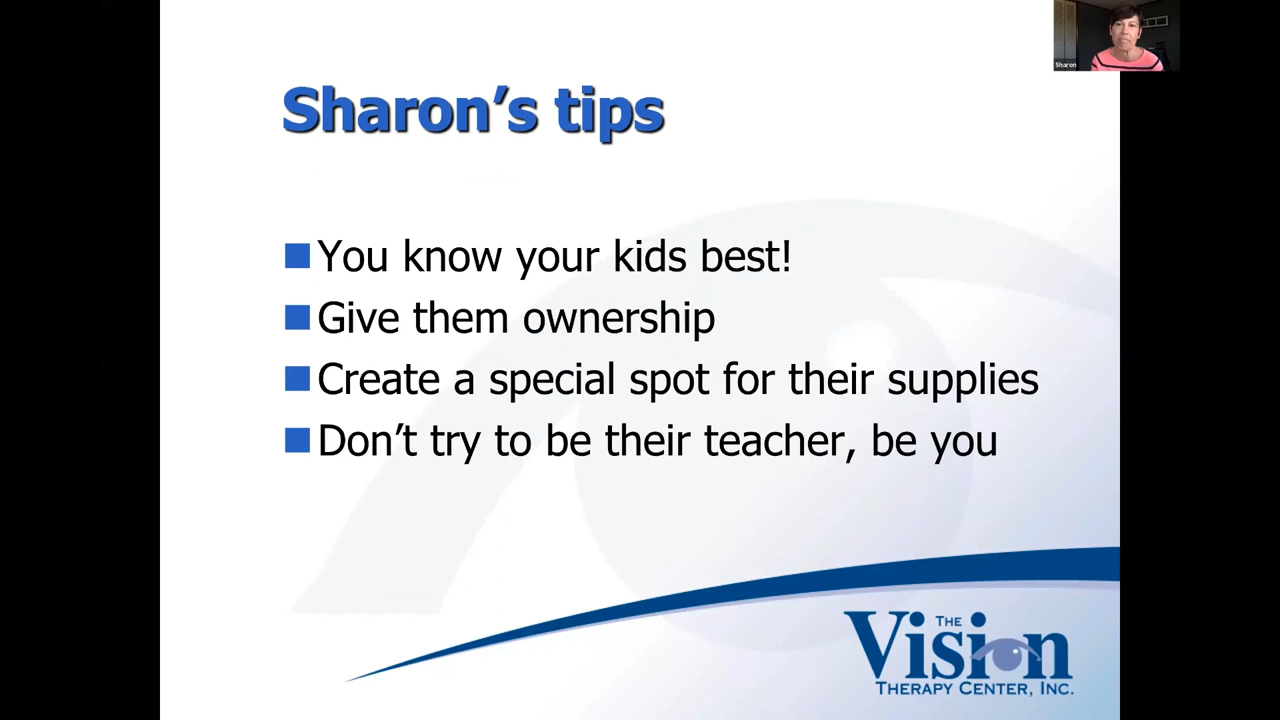 Sharon
Sharon’s tips
You know your kids best!
Give them ownership
Create a special spot for their supplies
Don’t try to be their teacher, be you
THE
Vision
THERAPY CENTER, INC.